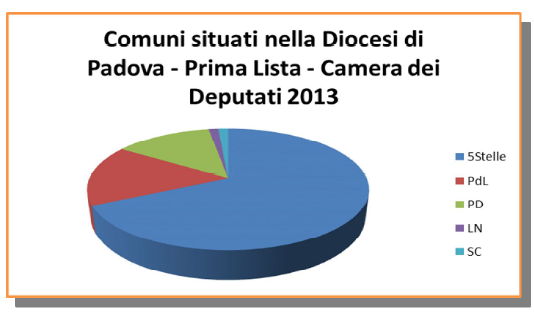 Comuni situati nella Diocesi di
Padova - Prima Lista - Camera dei
Deputati 2013
5Stelle
PdL
PD
LN
SC